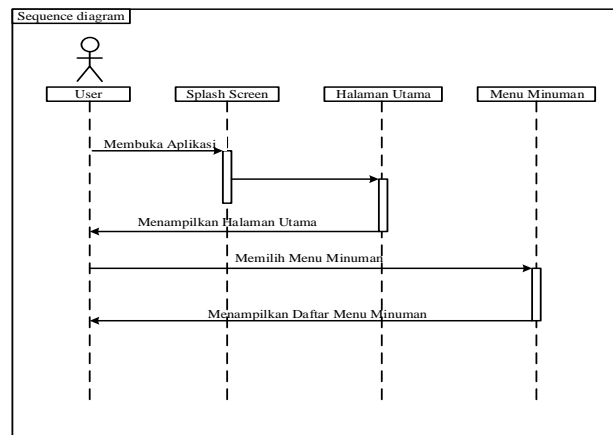 Sequence diagram
User
Splash Screen
Halaman Utama
Menu Minuman
Membuka Aplikasi
Menampilkan Halaman Utama
Memilih Menu Minuman
Menampilkan Daftar Menu Minuman